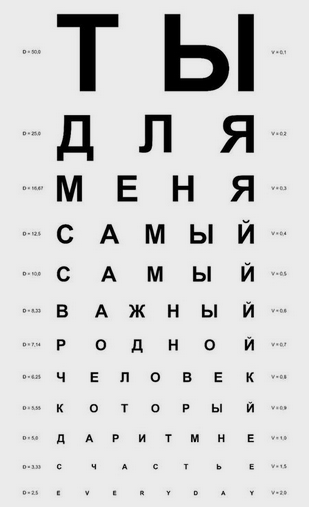 D = 50,0 Т Ы V = 0,1
D = 25,0 Д Л Я V = 0,2
D = 16,67 М Е Н Я V = 0,3
D = 12,5 С А М Ы Й V = 0,4
D = 10,0 С А М Ы Й V = 0,5
D = 8,33 В А Ж Н Ы Й V = 0,6
D = 7,14 Р О Д Н О Й V = 0,7
D = 6,25 Ч Е Л О В Е К V = 0,8
D = 5,55 К О Т О Р Ы Й V = 0,9
D = 5,0 Д А Р И Т М Н Е V = 1,0
D = 3,33 С Ч А С Т Ь Е V = 1,5
D = 2,5 E V E R Y D A Y V = 2,0